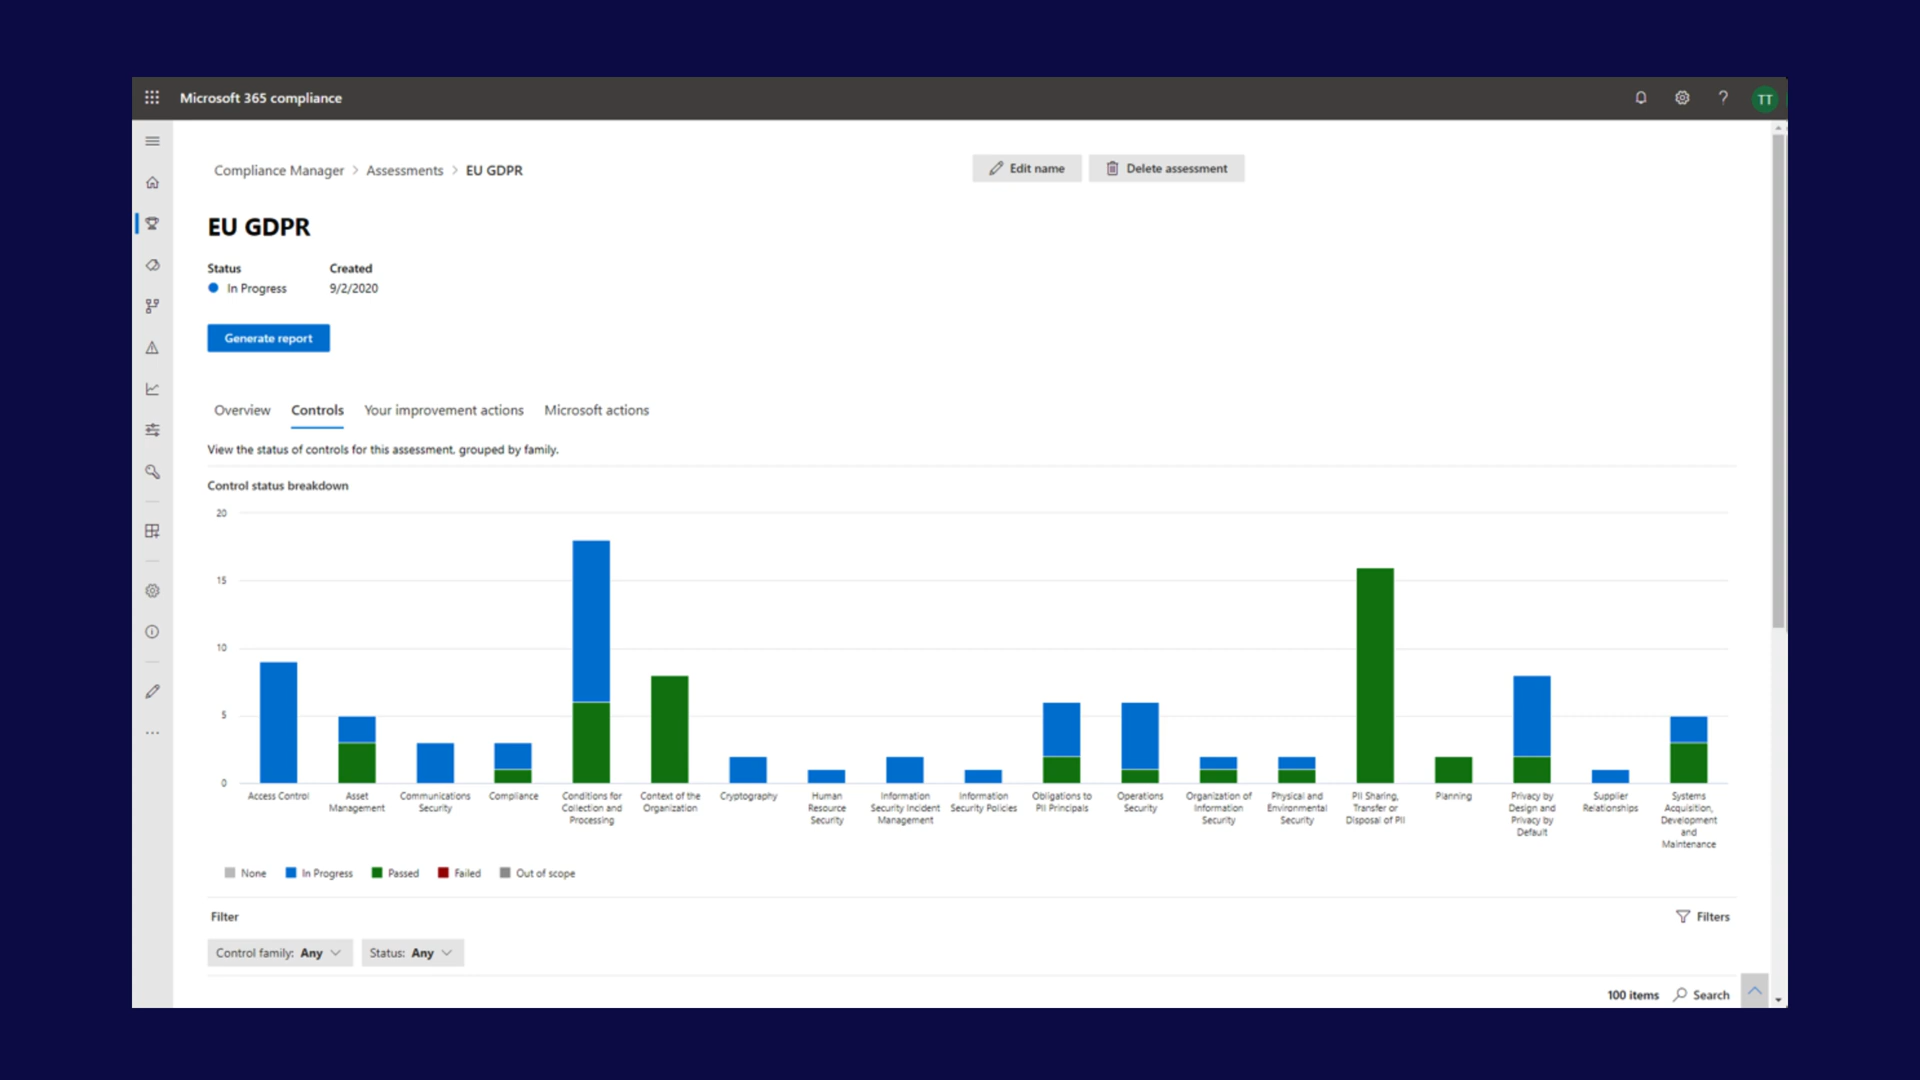 Microsoft 365 compliance
?
TT
Compliance Manager > Assessments > EU GDPR
Edit name
Delete assessment
EU GDPR
Status
Created
In Progress
9/2/2020
Generate report
Overview
Controls
Your improvement actions
Microsoft actions
View the status of controls for this assessment, grouped by family.
Control status breakdown
20
15
10
5
0
Access Control
Asset
Management
Communications
Security
Compliance
Conditions for
Collection and
Processing
Context of the
Organization
Cryptography
Human
Resource
Security
Information
Security Incident
Management
Information
Security Policies
Obligations to
PII Principals
Operations
Security
Organization of
Information
Security
Physical and
Environmental
Security
PII Sharing,
Transfer or
Disposal of PII
Planning
Privacy by
Design and
Privacy by
Default
Supplier
Relationships
Systems
Acquisition,
Development
and
Maintenance
None
In Progress
Passed
Failed
Out of scope
Filter
Filters
Control family: Any
Status: Any
100 items
Search